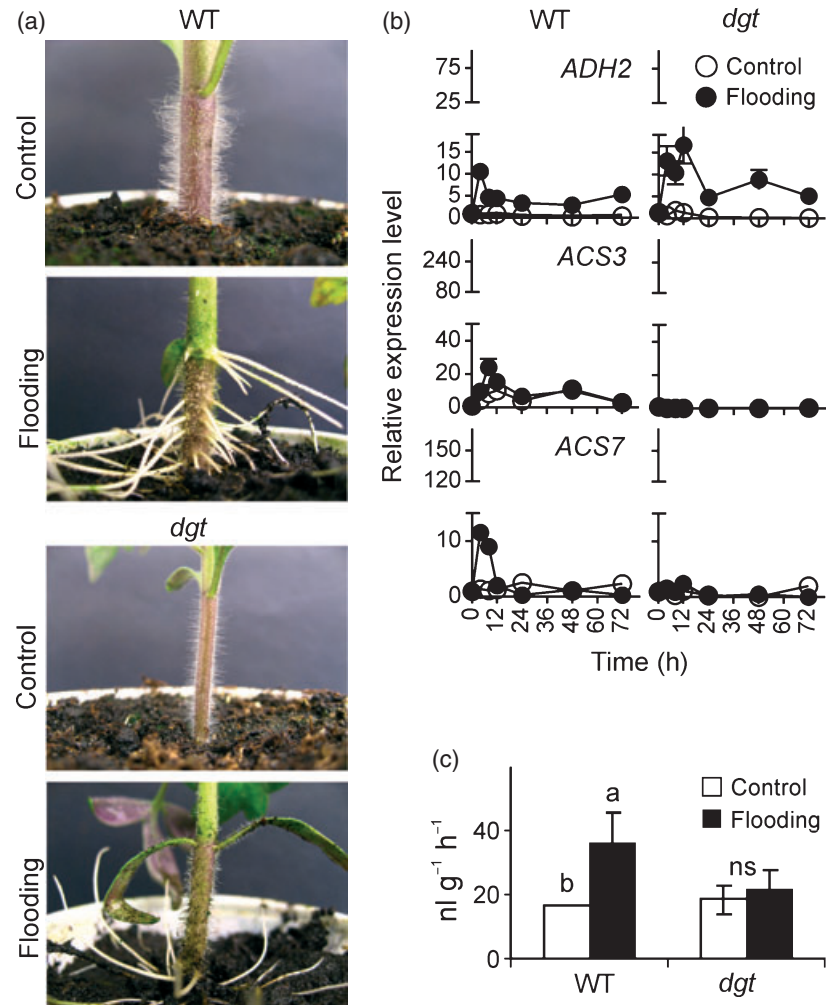 (a)
WT
Control
Flooding
dgt
Control
Flooding
(b)
WT
dgt
Relative expression level
ADH2
Control
Flooding
75
25
15
10
5
0
ACS3
240
80
40
20
0
ACS7
150
120
10
0
0 12 24 36 48 60 72
0 12 24 36 48 60 72
Time (h)
(c)
Control
Flooding
nl g⁻¹ h⁻¹
40
20
0
b
a
ns
WT
dgt